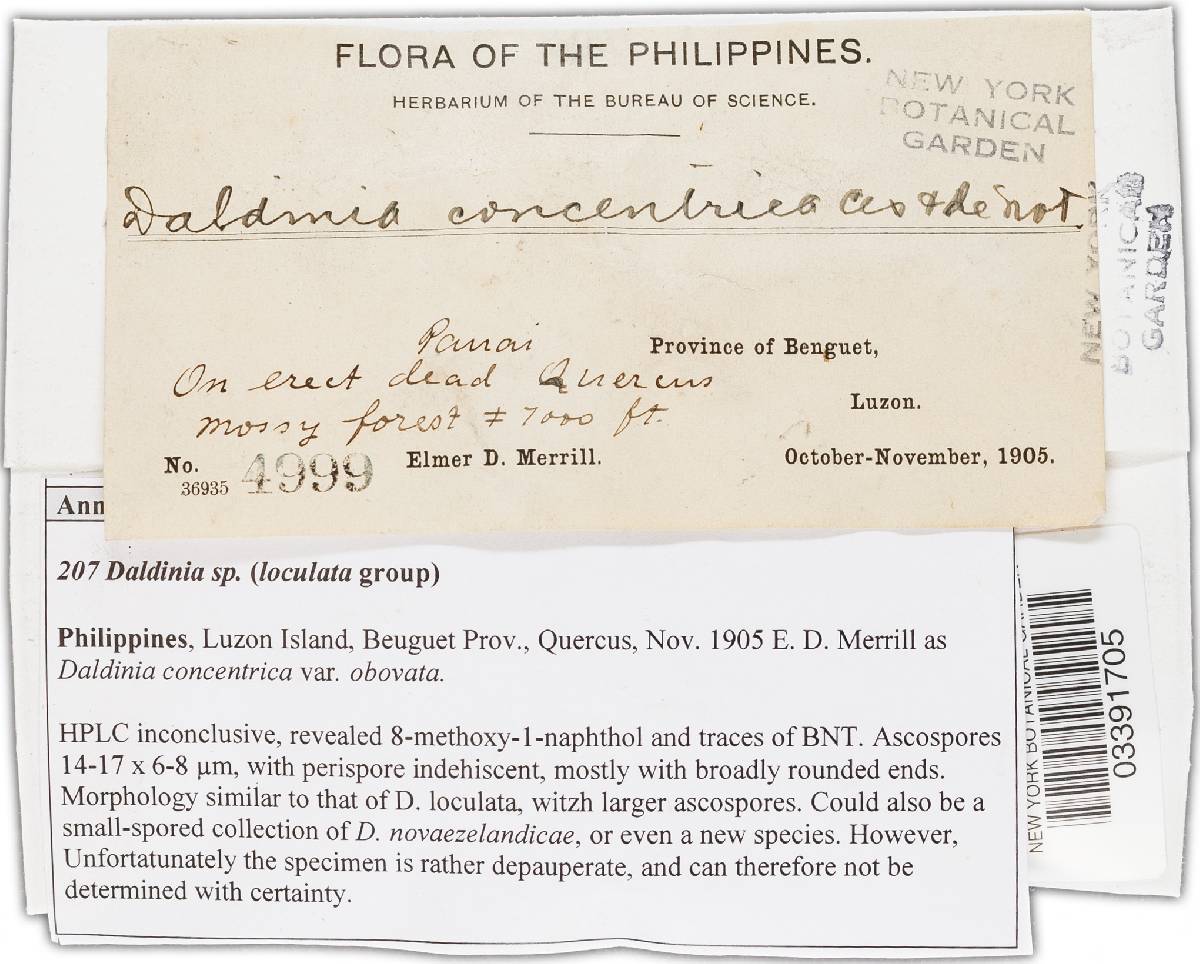 FLORA OF THE PHILIPPINES.
HERBARIUM OF THE BUREAU OF SCIENCE.
NEW YORK
BOTANICAL
GARDEN
Daldinia concentrica Ces & de Not.
NEW YORK
BOTANICAL
GARDEN
Pauai
Province of Benguet,
On erect dead Quercus
Luzon.
mossy forest ± 7000 ft.
No. 4999
Elmer D. Merrill.
October-November, 1905.
36935
Ann
207 Daldinia sp. (loculata group)
Philippines, Luzon Island, Beuguet Prov., Quercus, Nov. 1905 E. D. Merrill as
Daldinia concentrica var. obovata.
HPLC inconclusive, revealed 8-methoxy-1-naphthol and traces of BNT. Ascospores
14-17 x 6-8 µm, with perispore indehiscent, mostly with broadly rounded ends.
Morphology similar to that of D. loculata, witzh larger ascospores. Could also be a
small-spored collection of D. novaezelandicae, or even a new species. However,
Unfortatunately the specimen is rather depauperate, and can therefore not be
determined with certainty.
NEW YORK BOTANICAL GARDEN
03391705